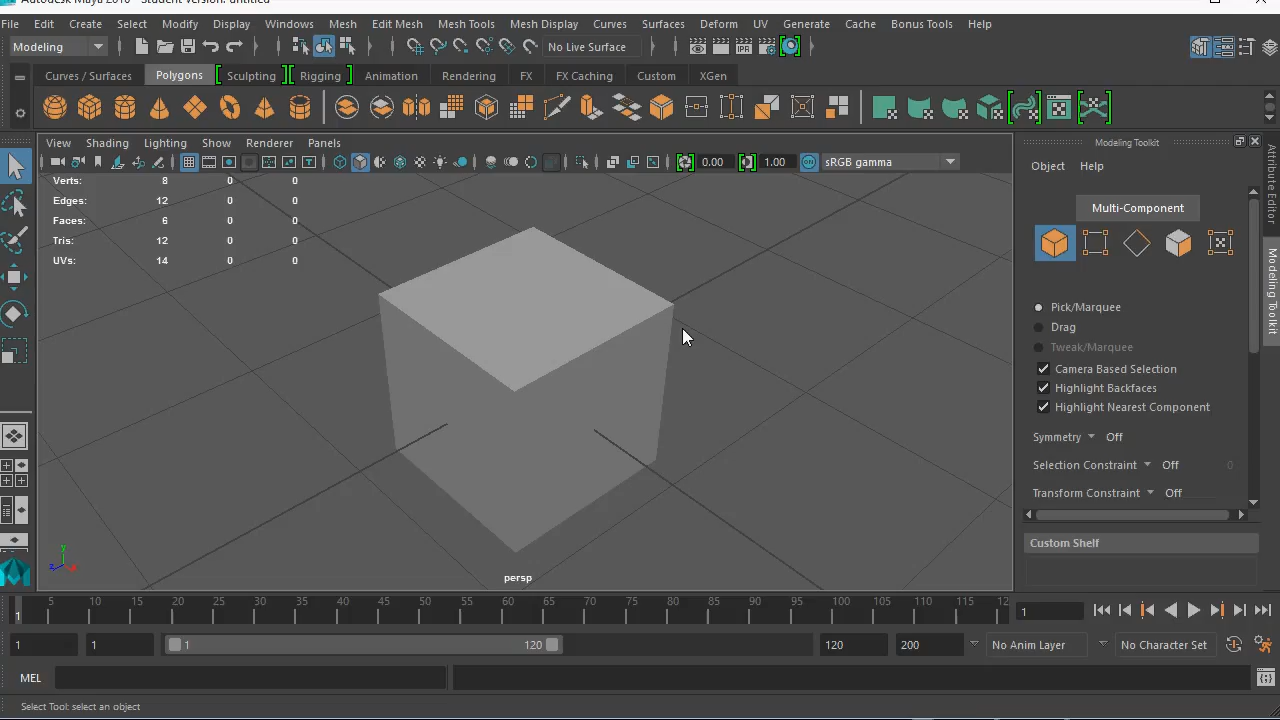 Autodesk Maya 2016 - Student Version: untitled
File Edit Create Select Modify Display Windows Mesh Edit Mesh Mesh Tools Mesh Display Curves Surfaces Deform UV Generate Cache Bonus Tools Help
Modeling No Live Surface IPR
Curves / Surfaces Polygons Sculpting Rigging Animation Rendering FX FX Caching Custom XGen
View Shading Lighting Show Renderer Panels
Modeling Toolkit
0.00 1.00 ON sRGB gamma
Object Help
Attribute Editor
Modeling Toolkit
Verts: 8 0 0
Edges: 12 0 0
Faces: 6 0 0
Tris: 12 0 0
UVs: 14 0 0
Multi-Component
Pick/Marquee
Drag
Tweak/Marquee
Camera Based Selection
Highlight Backfaces
Highlight Nearest Component
Symmetry Off
Selection Constraint Off 0
Transform Constraint Off
Custom Shelf
y
z x
persp
5 10 15 20 25 30 35 40 45 50 55 60 65 70 75 80 85 90 95 100 105 110 115 12
1 1
1 1 1 120 120 200 No Anim Layer No Character Set
MEL
Select Tool: select an object